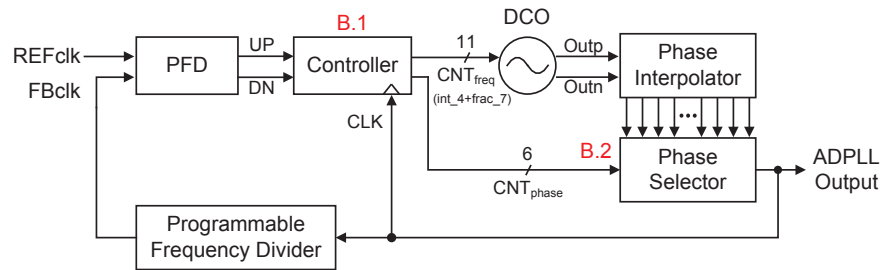 B.1
DCO
REFclk
FBclk
PFD
UP
DN
Controller
CLK
11
CNTfreq
(int_4+frac_7)
Outp
Outn
Phase
Interpolator
...
6
CNTphase
B.2
Phase
Selector
ADPLL
Output
Programmable
Frequency Divider